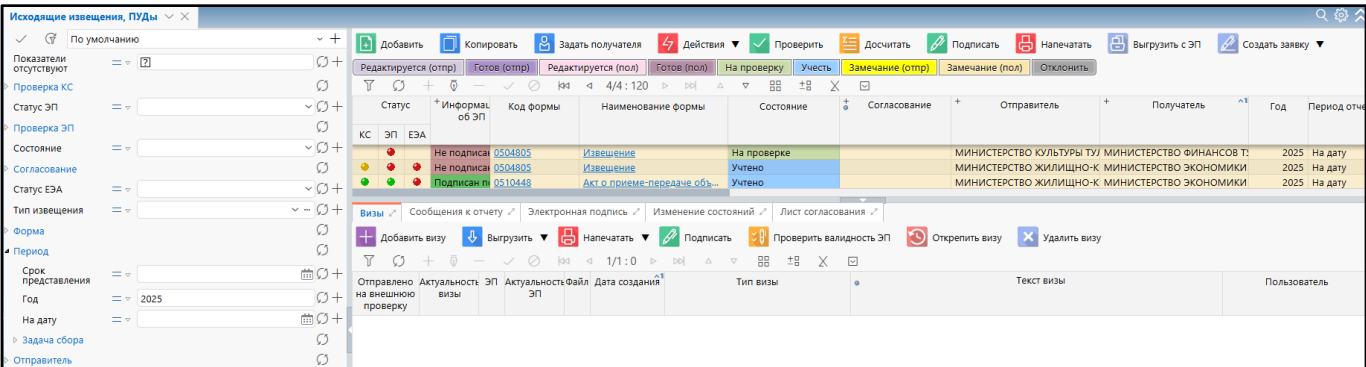 Исходящие извещения, ПУДы
По умолчанию
Показатели отсутствуют
Проверка КС
Статус ЭП
Проверка ЭП
Состояние
Согласование
Статус ЕЭА
Тип извещения
Форма
Период
Срок представления
Год 2025
На дату
Задача сбора
Отправитель
Добавить Копировать Задать получателя Действия Проверить Досчитать Подписать Напечатать Выгрузить с ЭП Создать заявку
Редактируется (отпр) Готов (отпр) Редактируется (пол) Готов (пол) На проверку Учесть Замечание (отпр) Замечание (пол) Отклонить
4/4 : 120
Статус Информац об ЭП Код формы Наименование формы Состояние Согласование Отправитель Получатель Год Период отче
КС ЭП ЕЭА
Не подписан 0504805 Извещение На проверке МИНИСТЕРСТВО КУЛЬТУРЫ ТУЛ МИНИСТЕРСТВО ФИНАНСОВ Т 2025 На дату
Не подписан 0504805 Извещение Учтено МИНИСТЕРСТВО ЖИЛИЩНО-К МИНИСТЕРСТВО ЭКОНОМИКИ 2025 На дату
Подписан п 0510448 Акт о приеме-передаче объ... Учтено МИНИСТЕРСТВО ЖИЛИЩНО-К МИНИСТЕРСТВО ЭКОНОМИКИ 2025 На дату
Визы Сообщения к отчету Электронная подпись Изменение состояний Лист согласования
Добавить визу Выгрузить Напечатать Подписать Проверить валидность ЭП Открепить визу Удалить визу
1/1 : 0
Отправлено на внешнюю проверку Актуальность визы ЭП Актуальность ЭП Файл Дата создания Тип визы Текст визы Пользователь